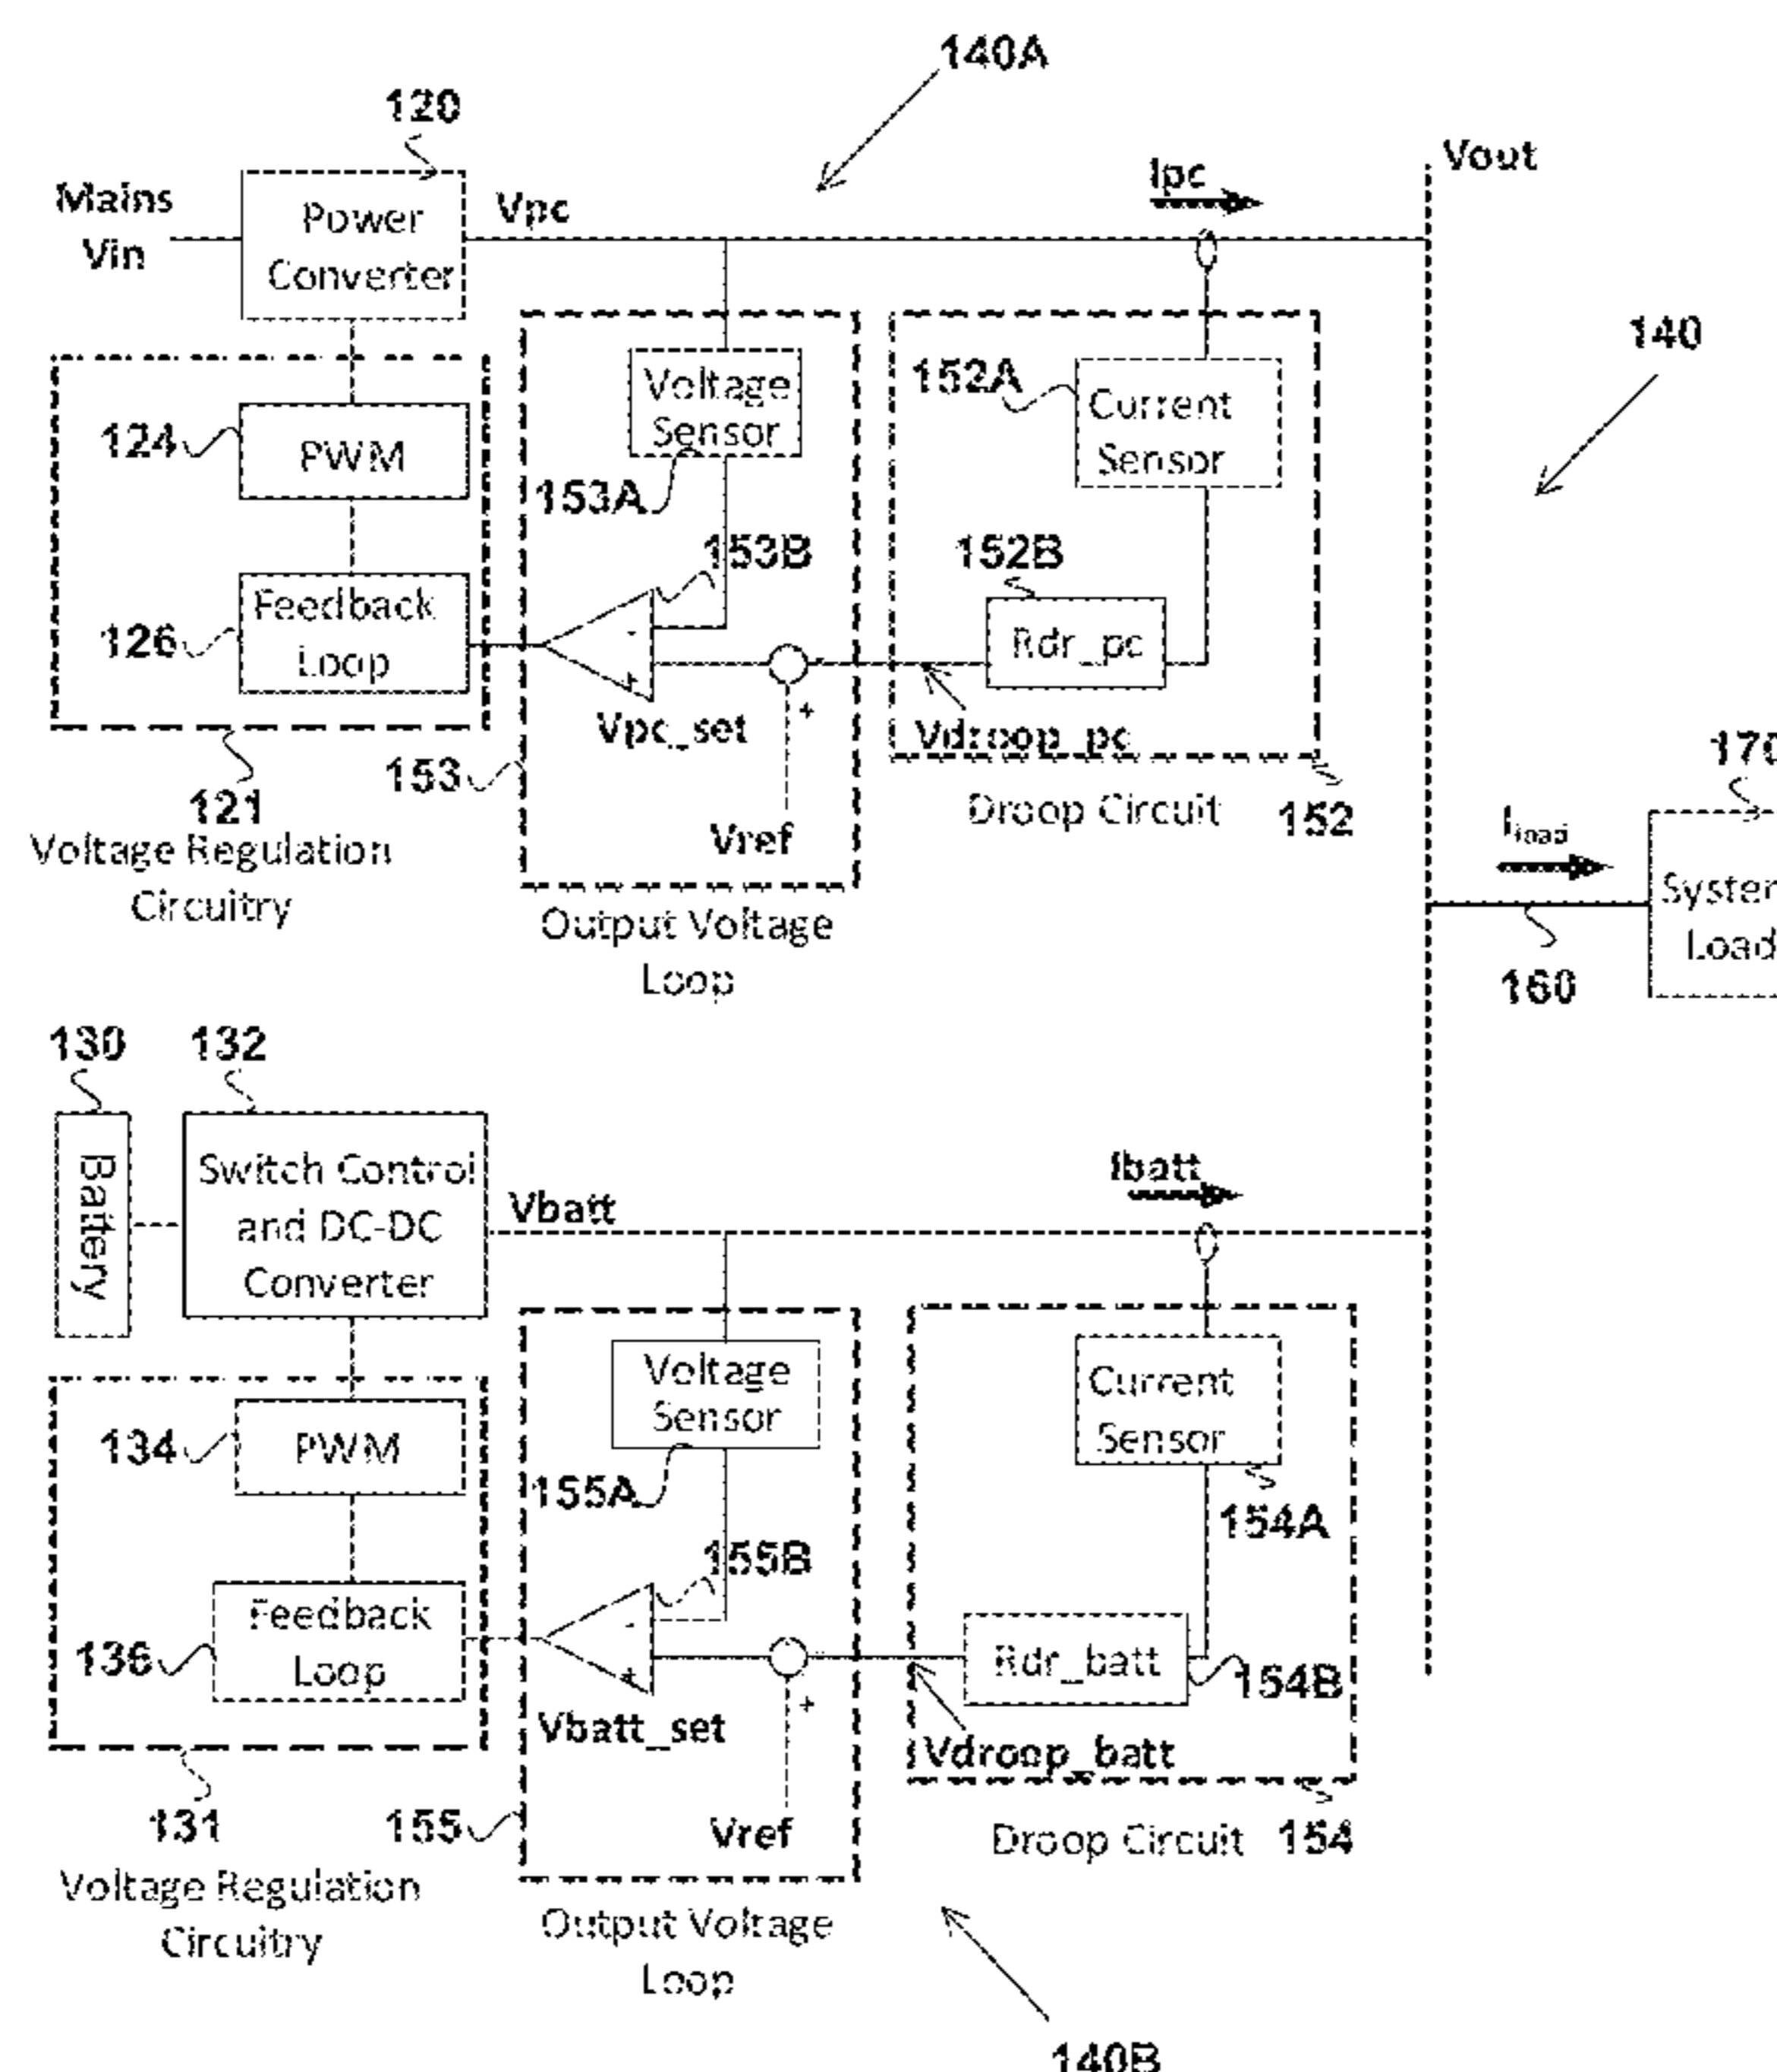 140A
120
Vout
Mains
Vin
Power
Converter
Vpc
Ipc
140
Voltage
Sensor
152A
Current
Sensor
124
PWM
153A
153B
152B
126
Feedback
Loop
-
+
Rdr_pc
Vpc_set
+
Vdroop_pc
153
121
Vref
Droop Circuit
152
170
Voltage Regulation
Circuitry
Iload
System
Load
Output Voltage
Loop
160
130
132
Battery
Switch Control
and DC-DC
Converter
Vbatt
Ibatt
Voltage
Sensor
Current
Sensor
134
PWM
155A
154A
155B
136
Feedback
Loop
-
+
Rdr_batt
154B
Vbatt_set
+
Vdroop_batt
131
155
Vref
Droop Circuit
154
Voltage Regulation
Circuitry
Output Voltage
Loop
140B